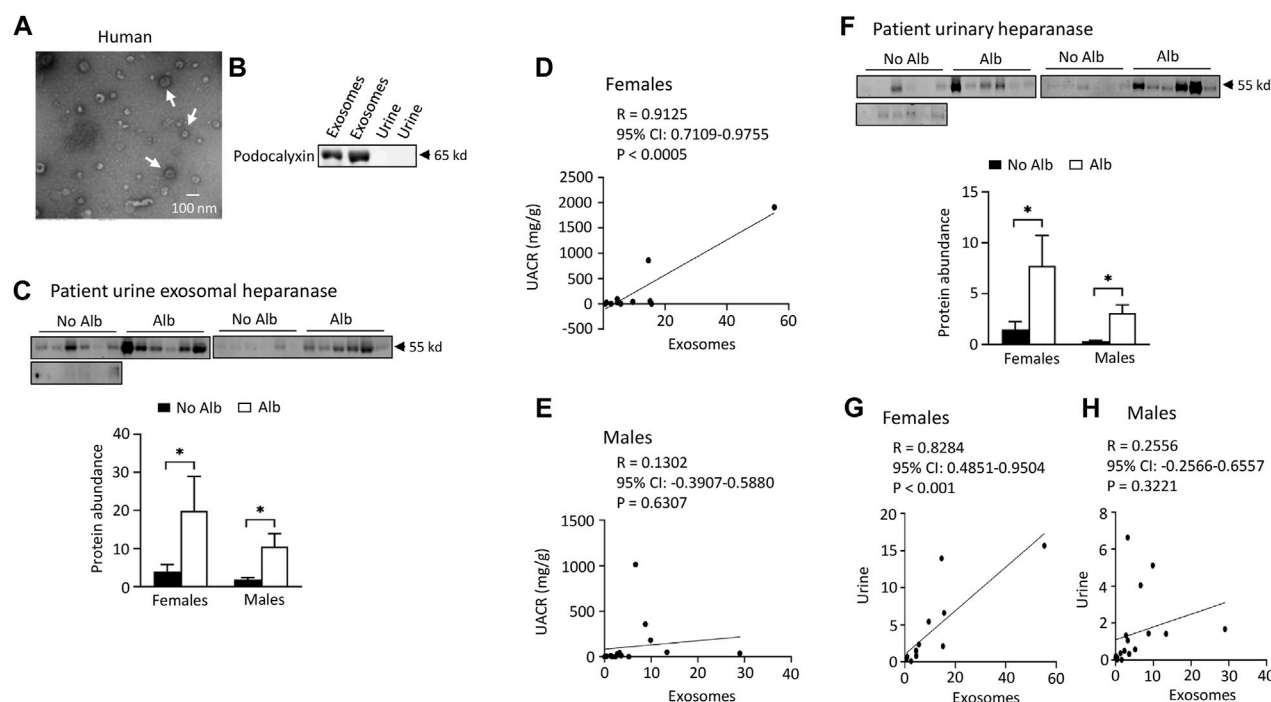 A
Human
100 nm
B
Exosomes
Exosomes
Urine
Urine
Podocalyxin
65 kd
C
Patient urine exosomal heparanase
No Alb
Alb
No Alb
Alb
55 kd
No Alb
Alb
Protein abundance
40
30
20
10
0
*
*
Females
Males
D
Females
R = 0.9125
95% CI: 0.7109-0.9755
P < 0.0005
UACR (mg/g)
2500
2000
1500
1000
500
0
-500
20
40
60
Exosomes
E
Males
R = 0.1302
95% CI: -0.3907-0.5880
P = 0.6307
UACR (mg/g)
1500
1000
500
0
0
10
20
30
40
Exosomes
F
Patient urinary heparanase
No Alb
Alb
No Alb
Alb
55 kd
No Alb
Alb
Protein abundance
15
10
5
0
*
*
Females
Males
G
Females
R = 0.8284
95% CI: 0.4851-0.9504
P < 0.001
Urine
20
15
10
5
0
0
20
40
60
Exosomes
H
Males
R = 0.2556
95% CI: -0.2566-0.6557
P = 0.3221
Urine
8
6
4
2
0
0
10
20
30
40
Exosomes